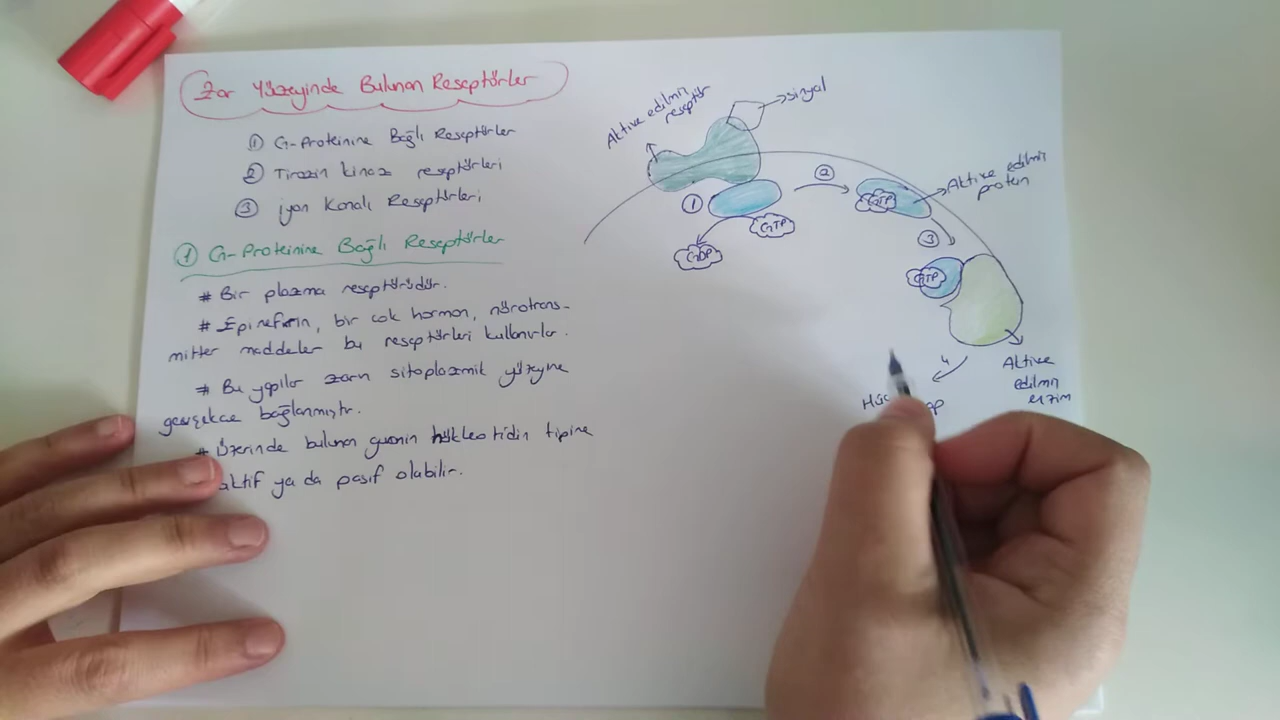 Zar Yüzeyinde Bulunan Reseptörler
① G-Proteinine Bağlı Reseptörler
② Tirozin kinaz reseptörleri
③ iyon Kanalı Reseptörleri
① G-Proteinine Bağlı Reseptörler
# Bir plazma reseptörüdür.
# Epinefrin, bir çok hormon, nörotrans-
mitter maddeler bu reseptörleri kullanırlar.
# Bu yapılar zarın sitoplazmik yüzeyine
gevşekçe bağlanmıştır.
# Üzerinde bulunan guanin nükleotidin tipine
aktif ya da pasif olabilir.
Aktive edilmiş
reseptör
sinyal
①
GDP
GTP
②
GTP
Aktive edilmiş
protein
③
GTP
4
Aktive
edilmiş
enzim